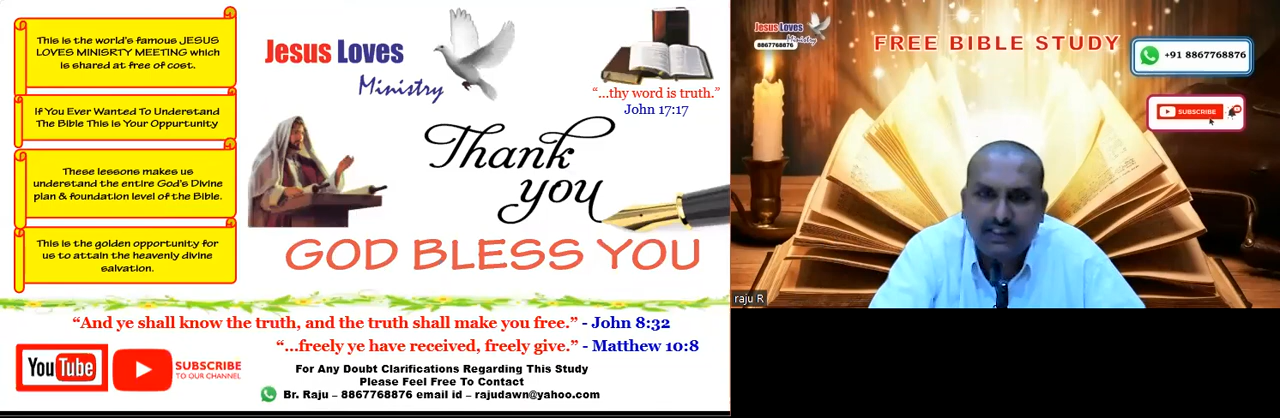 This is the world's famous JESUS
LOVES MINISRTY MEETING which
is shared at free of cost.
If You Ever Wanted To Understand
The Bible This is Your Oppurtunity
These lessons makes us
understand the entire God's Divine
plan & foundation level of the Bible.
This is the golden opportunity for
us to attain the heavenly divine
salvation.
Jesus Loves
Ministry
"...thy word is truth."
John 17:17
Thank
you
GOD BLESS YOU
"And ye shall know the truth, and the truth shall make you free." - John 8:32
"...freely ye have received, freely give." - Matthew 10:8
YouTube
SUBSCRIBE
TO OUR CHANNEL
For Any Doubt Clarifications Regarding This Study
Please Feel Free To Contact
Br. Raju – 8867768876 email id – rajudawn@yahoo.com
Jesus Loves
Ministry
8867768876
FREE BIBLE STUDY
+91 8867768876
SUBSCRIBE
raju R